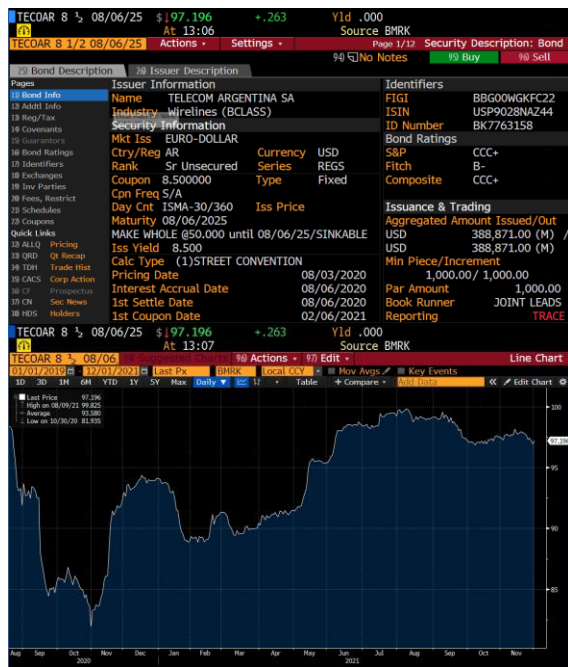 TECOAR 8 ½ 08/06/25 $↓97.196 +.263 Yld .000
At 13:06 Source BMRK
TECOAR 8 1/2 08/06/25 Actions Settings Page 1/12 Security Description: Bond
94) No Notes 95) Buy 96) Sell
25) Bond Description 26) Issuer Description
Pages
11) Bond Info
12) Addtl Info
13) Reg/Tax
14) Covenants
15) Guarantors
16) Bond Ratings
17) Identifiers
18) Exchanges
19) Inv Parties
20) Fees, Restrict
21) Schedules
22) Coupons
Quick Links
32) ALLQ Pricing
33) QRD Qt Recap
34) TDH Trade Hist
35) CACS Corp Action
36) CF Prospectus
37) CN Sec News
38) HDS Holders
Issuer Information
Name TELECOM ARGENTINA SA
Industry Wirelines (BCLASS)
Security Information
Mkt Iss EURO-DOLLAR
Ctry/Reg AR Currency USD
Rank Sr Unsecured Series REGS
Coupon 8.500000 Type Fixed
Cpn Freq S/A
Day Cnt ISMA-30/360 Iss Price
Maturity 08/06/2025
MAKE WHOLE @50.000 until 08/06/25/SINKABLE
Iss Yield 8.500
Calc Type (1)STREET CONVENTION
Pricing Date 08/03/2020
Interest Accrual Date 08/06/2020
1st Settle Date 08/06/2020
1st Coupon Date 02/06/2021
Identifiers
FIGI BBG00WGKFC22
ISIN USP9028NAZ44
ID Number BK7763158
Bond Ratings
S&P CCC+
Fitch B-
Composite CCC+
Issuance & Trading
Aggregated Amount Issued/Out
USD 388,871.00 (M) /
USD 388,871.00 (M)
Min Piece/Increment
1,000.00/ 1,000.00
Par Amount 1,000.00
Book Runner JOINT LEADS
Reporting TRACE
TECOAR 8 ½ 08/06/25 $↓97.196 +.263 Yld .000
At 13:07 Source BMRK
TECOAR 8 ½ 08/06 Suggested Charts 96) Actions 97) Edit Line Chart
01/01/2019 - 12/01/2021 Last Px BMRK Local CCY Mov Avgs Key Events
1D 3D 1M 6M YTD 1Y 5Y Max Daily ▼ Table + Compare Add Data « Edit Chart
Last Price 97.196
High on 08/09/21 99.825
Average 93.580
Low on 10/30/20 81.935
100
97.196
95
90
85
Aug Sep Oct Nov Dec Jan Feb Mar Apr May Jun Jul Aug Sep Oct Nov
2020 2021